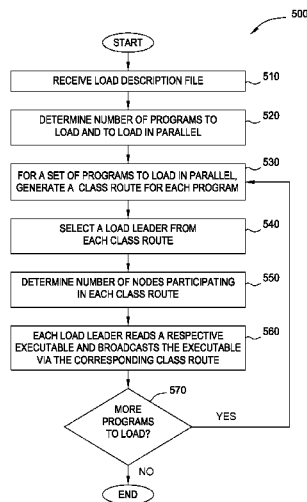 500
START
RECEIVE LOAD DESCRIPTION FILE
510
DETERMINE NUMBER OF PROGRAMS TO
LOAD AND TO LOAD IN PARALLEL
520
FOR A SET OF PROGRAMS TO LOAD IN PARALLEL,
GENERATE A CLASS ROUTE FOR EACH PROGRAM
530
SELECT A LOAD LEADER FROM
EACH CLASS ROUTE
540
DETERMINE NUMBER OF NODES PARTICIPATING
IN EACH CLASS ROUTE
550
EACH LOAD LEADER READS A RESPECTIVE
EXECUTABLE AND BROADCASTS THE EXECUTABLE
VIA THE CORRESPONDING CLASS ROUTE
560
570
MORE
PROGRAMS
TO LOAD?
YES
NO
END